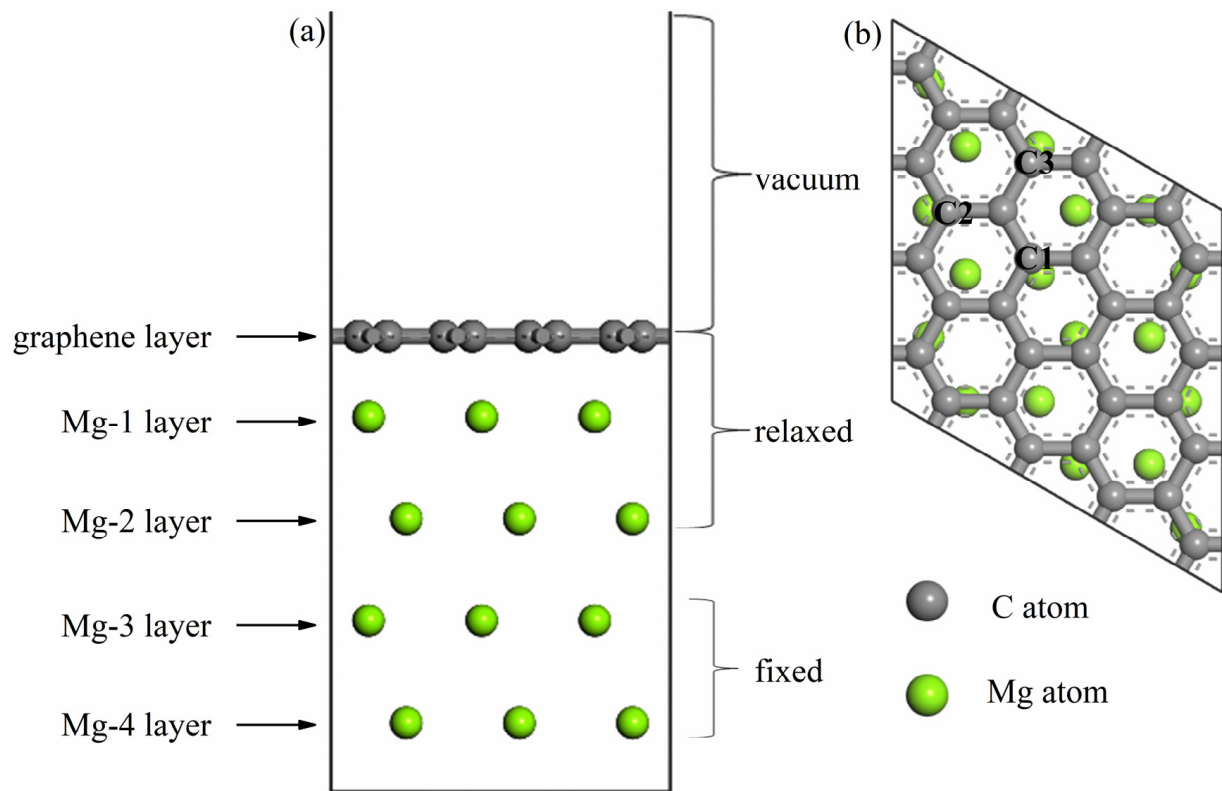 (a)
(b)
vacuum
C3
C2
C1
graphene layer
Mg-1 layer
relaxed
Mg-2 layer
C atom
Mg-3 layer
fixed
Mg atom
Mg-4 layer